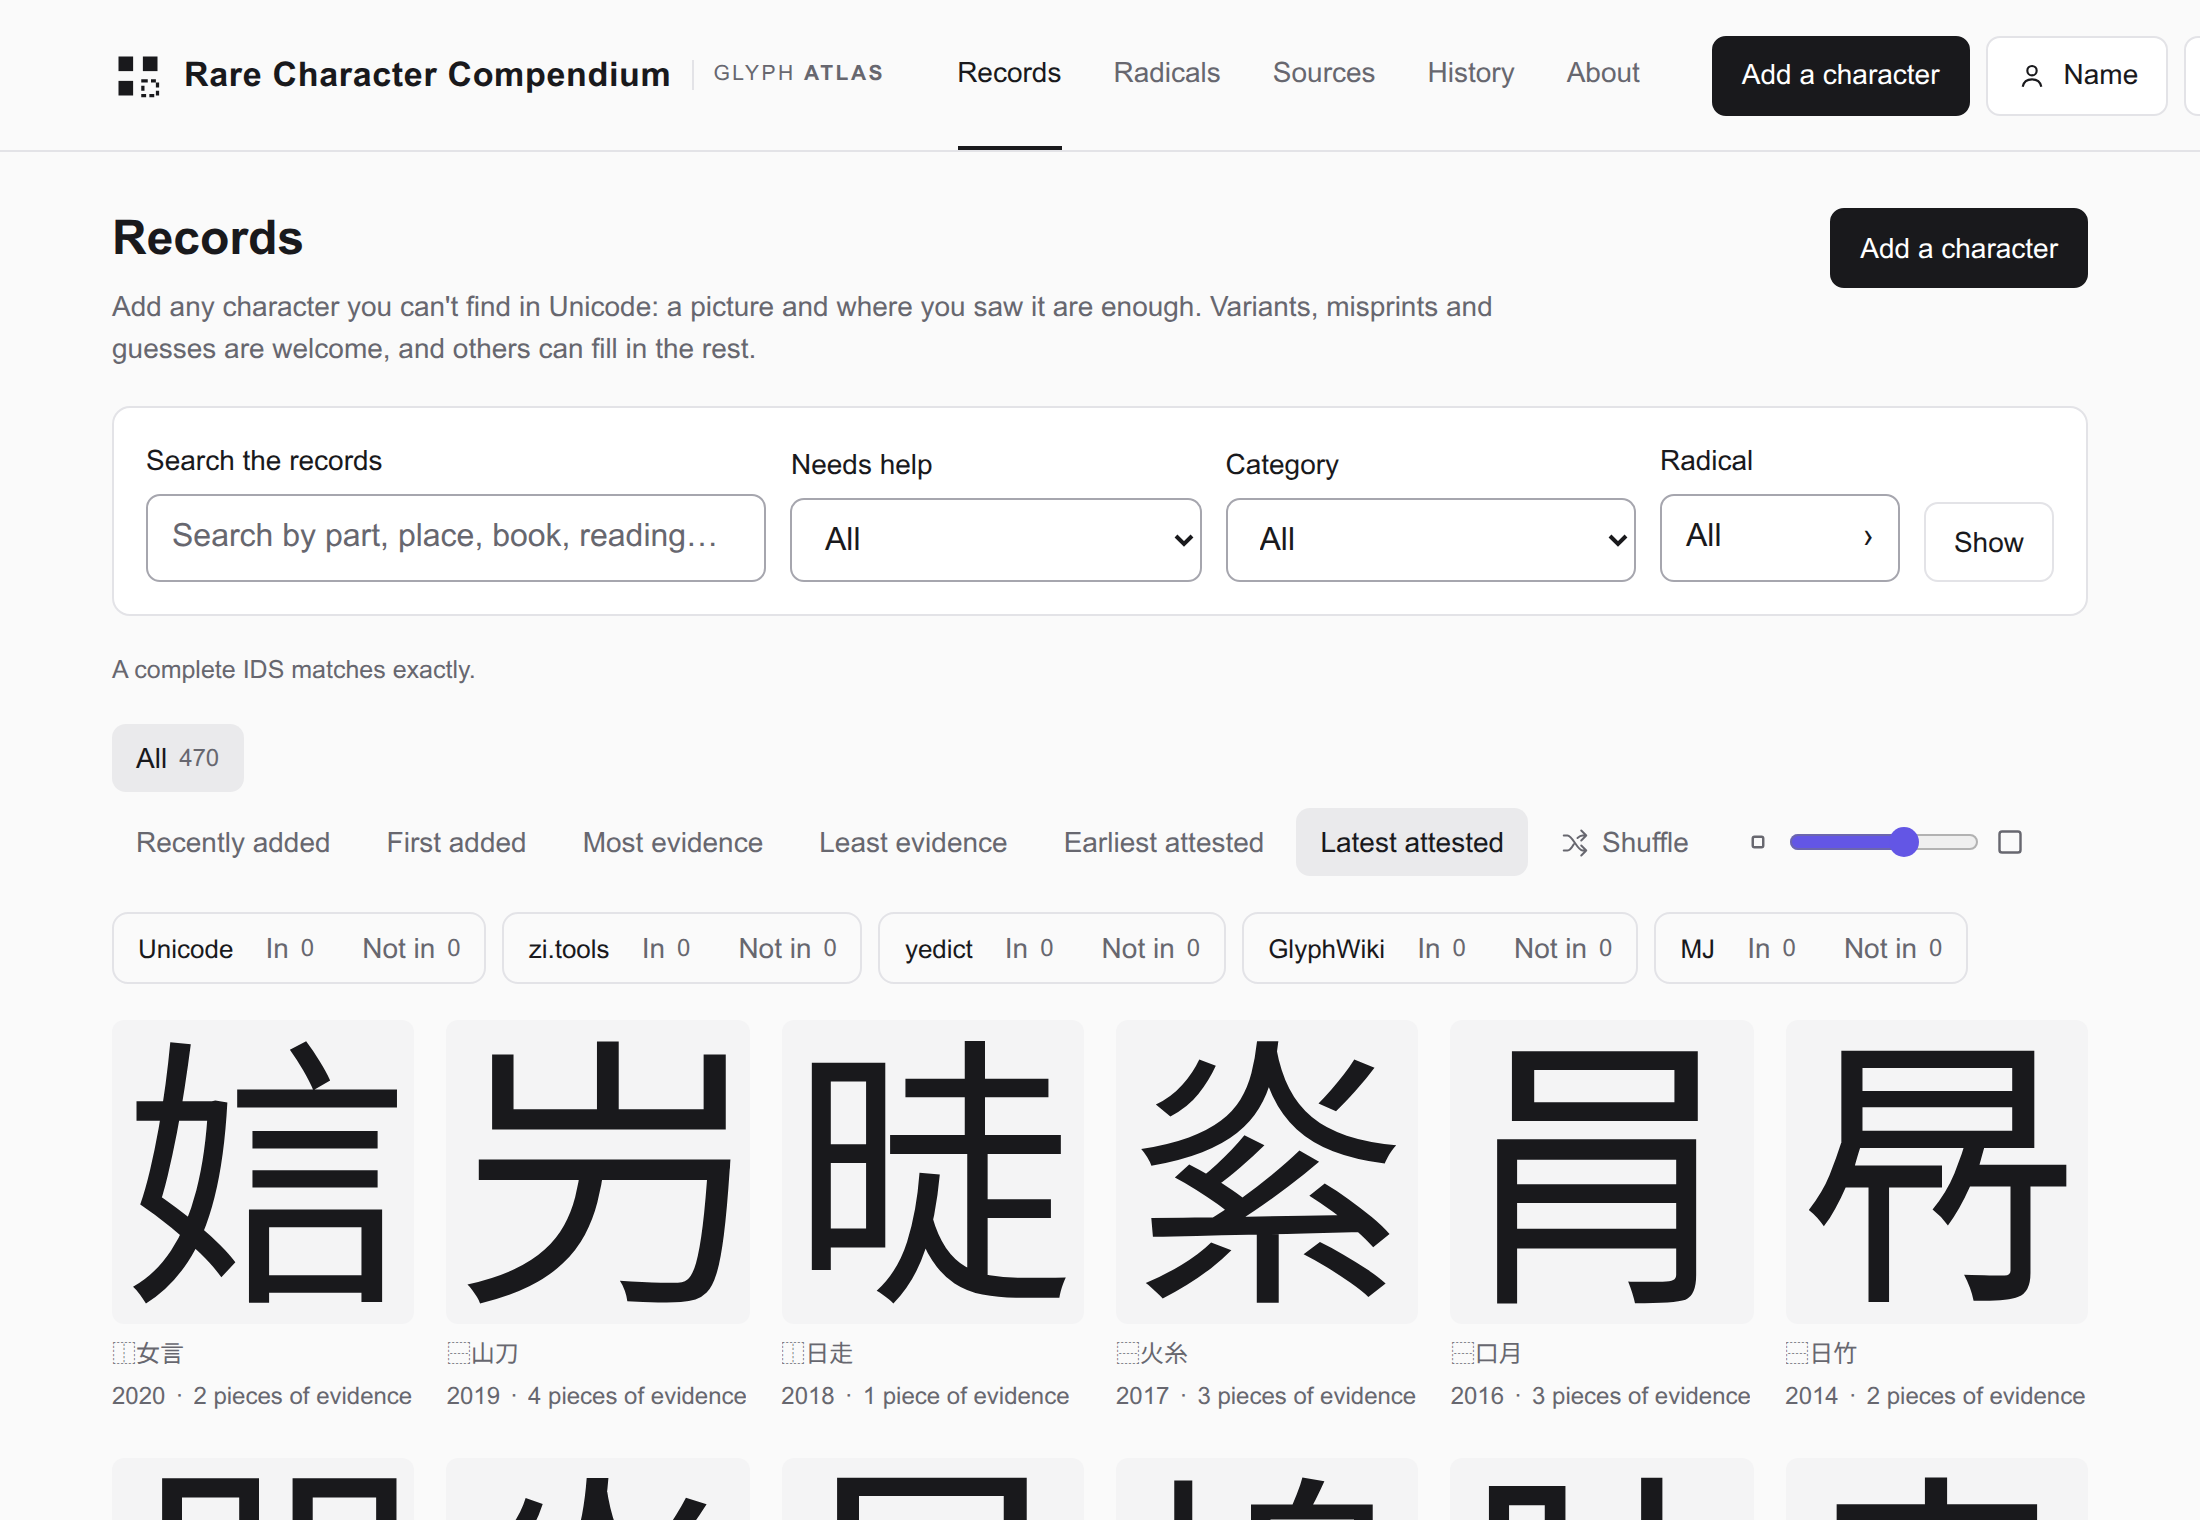 Rare Character Compendium GLYPH ATLAS Records Radicals Sources History About Add a character Name
Records
Add a character
Add any character you can't find in Unicode: a picture and where you saw it are enough. Variants, misprints and
guesses are welcome, and others can fill in the rest.
Search the records Needs help Category Radical
Search by part, place, book, reading… All All All › Show
A complete IDS matches exactly.
All 470
Recently added First added Most evidence Least evidence Earliest attested Latest attested Shuffle
Unicode In 0 Not in 0 zi.tools In 0 Not in 0 yedict In 0 Not in 0 GlyphWiki In 0 Not in 0 MJ In 0 Not in 0
⿰女言 ⿱山刀 ⿰日走 ⿱火糸 ⿱口月 ⿱日竹
2020 · 2 pieces of evidence 2019 · 4 pieces of evidence 2018 · 1 piece of evidence 2017 · 3 pieces of evidence 2016 · 3 pieces of evidence 2014 · 2 pieces of evidence